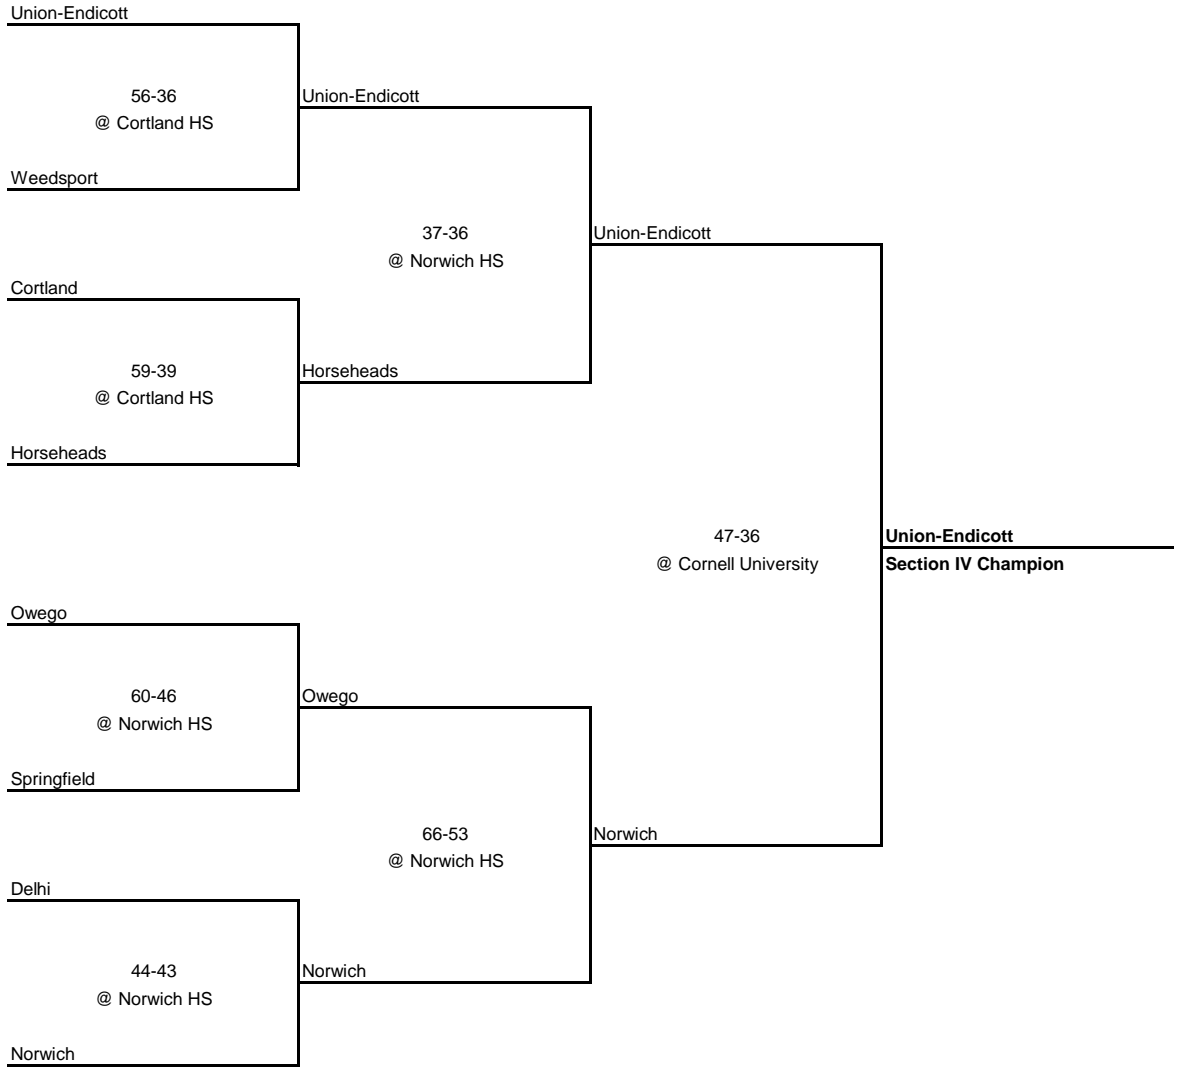 Union-Endicott
56-36
@ Cortland HS
Union-Endicott
Weedsport
37-36
@ Norwich HS
Union-Endicott
Cortland
59-39
@ Cortland HS
Horseheads
Horseheads
47-36
@ Cornell University
Union-Endicott
Section IV Champion
Owego
60-46
@ Norwich HS
Owego
Springfield
66-53
@ Norwich HS
Norwich
Delhi
44-43
@ Norwich HS
Norwich
Norwich